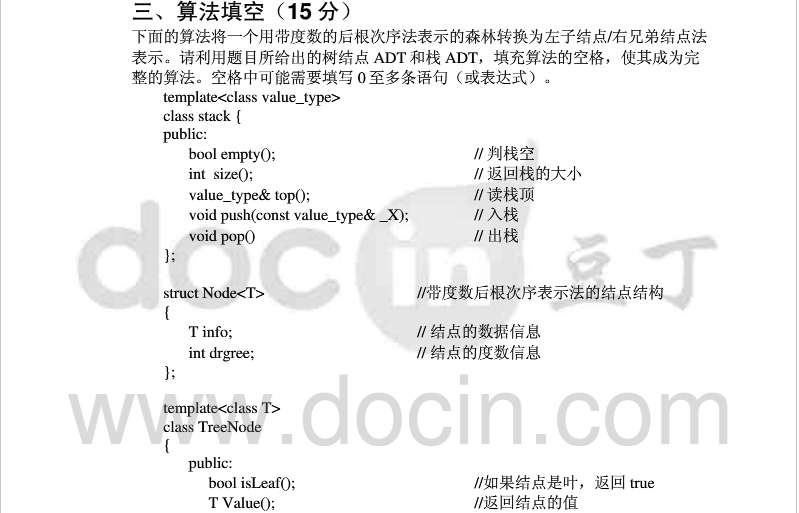 三、算法填空（15 分）
下面的算法将一个用带度数的后根次序法表示的森林转换为左子结点/右兄弟结点法
表示。请利用题目所给出的树结点 ADT 和栈 ADT，填充算法的空格，使其成为完
整的算法。空格中可能需要填写 0 至多条语句（或表达式）。
template<class value_type>
class stack {
public:
bool empty(); // 判栈空
int size(); // 返回栈的大小
value_type& top(); // 读栈顶
void push(const value_type& _X); // 入栈
void pop() // 出栈
};
docin 豆丁
struct Node<T> //带度数后根次序表示法的结点结构
{
T info; // 结点的数据信息
int drgree; // 结点的度数信息
};
www.docin.com
template<class T>
class TreeNode
{
public:
bool isLeaf(); //如果结点是叶，返回 true
T Value(); //返回结点的值